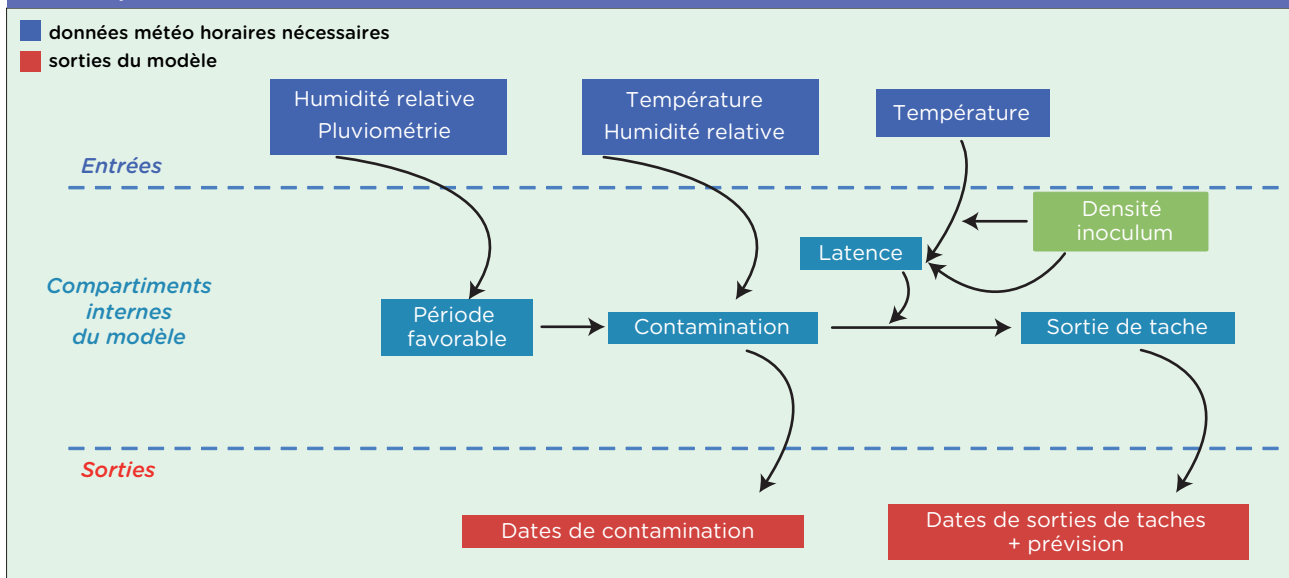 données météo horaires nécessaires
sorties du modèle
Humidité relative
Pluviométrie
Température
Humidité relative
Température
Entrées
Densité
inoculum
Latence
Compartiments
internes
du modèle
Période
favorable
Contamination
Sortie de tache
Sorties
Dates de contamination
Dates de sorties de taches
+ prévision